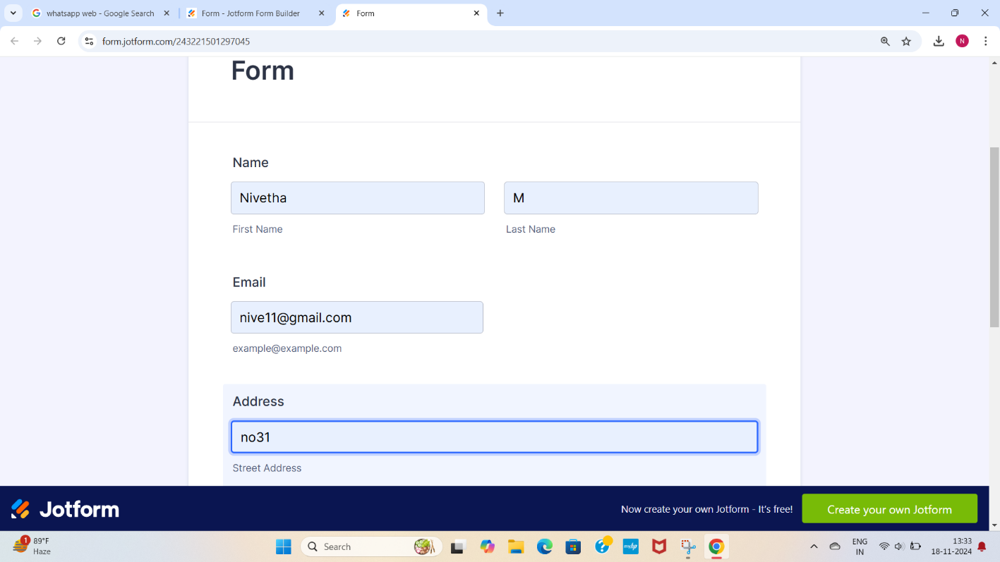 whatsapp web - Google Search
Form - Jotform Form Builder
Form
form.jotform.com/243221501297045
N
Form
Name
Nivetha
M
First Name
Last Name
Email
nive11@gmail.com
example@example.com
Address
no31
Street Address
Jotform
Now create your own Jotform - It's free!
Create your own Jotform
1
89°F
Haze
Search
myhp
ENG
IN
13:33
18-11-2024